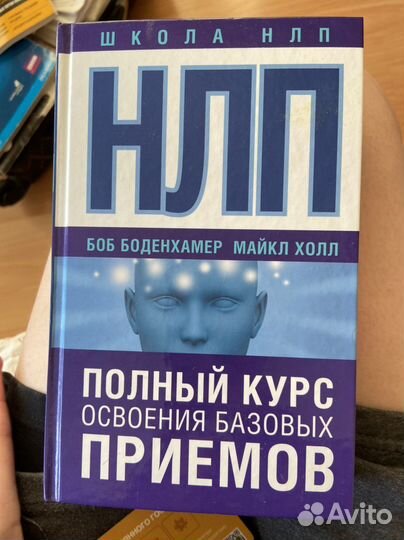 ШКОЛА НЛП
НЛП
БОБ БОДЕНХАМЕР МАЙКЛ ХОЛЛ
ПОЛНЫЙ КУРС
ОСВОЕНИЯ БАЗОВЫХ
ПРИЕМОВ
Avito